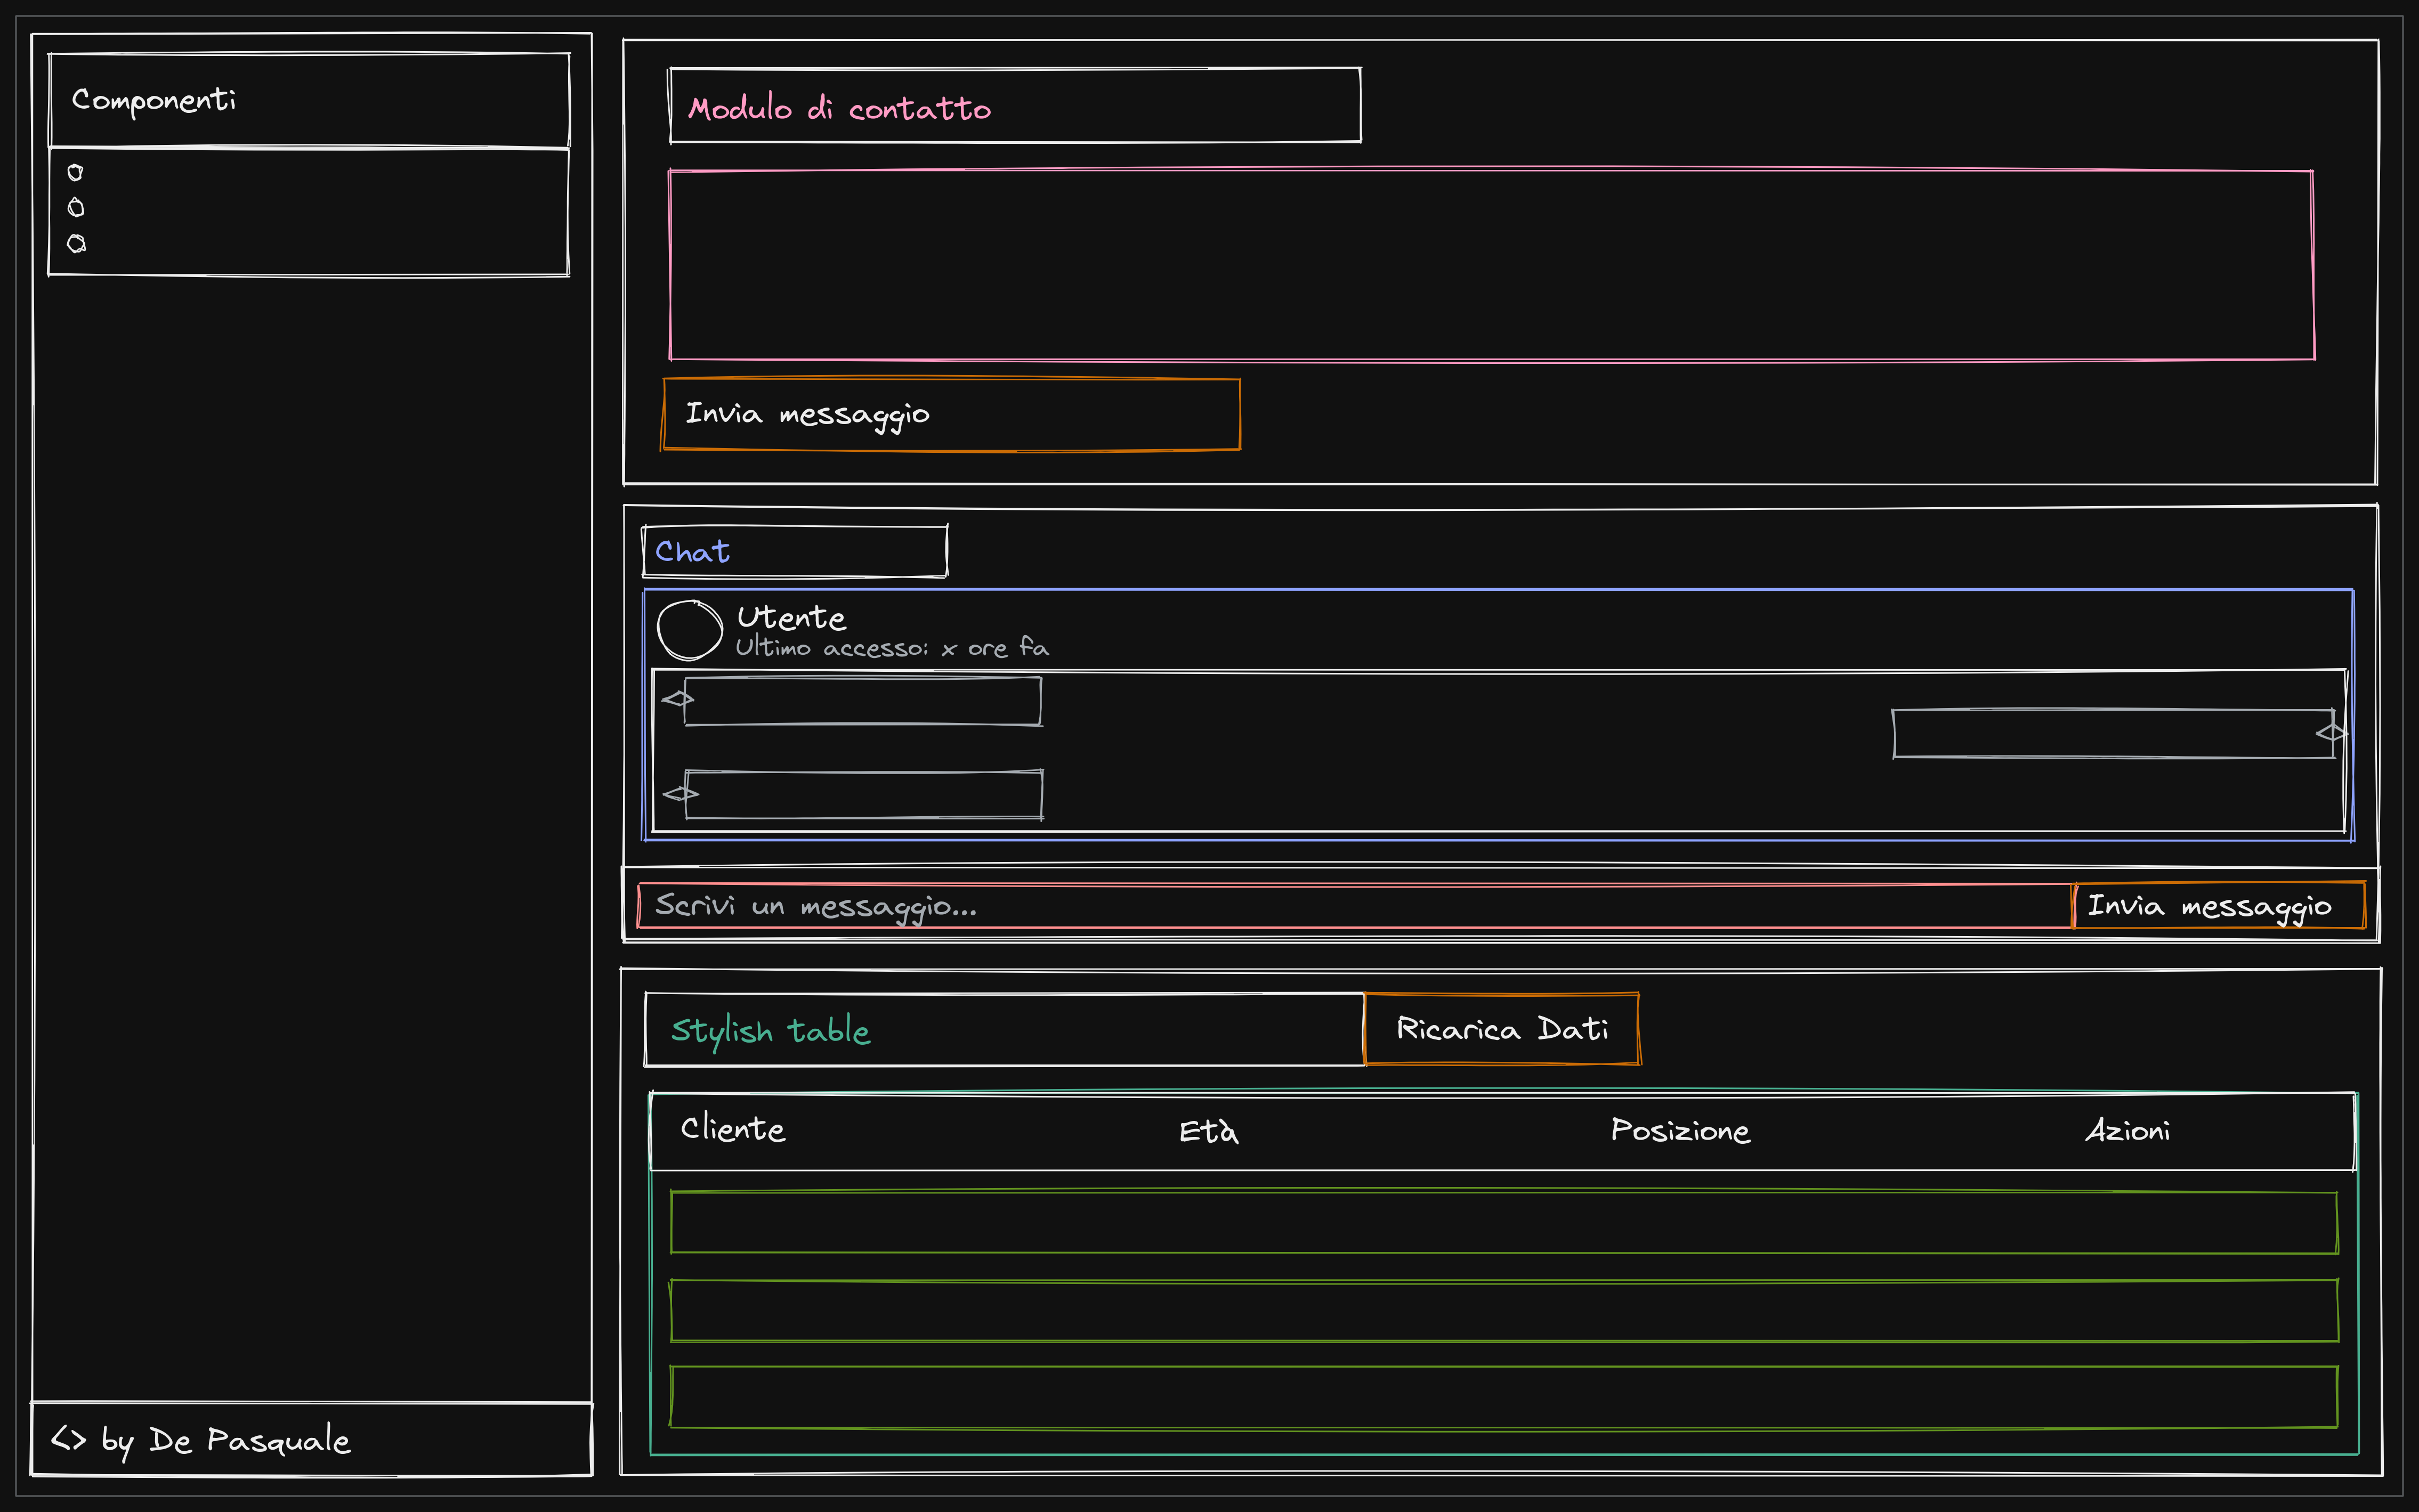 Componenti
<> by De Pasquale
Modulo di contatto
Invia messaggio
Chat
Utente
Ultimo accesso: x ore fa
Scrivi un messaggio...
Invia messaggio
Stylish table
Ricarica Dati
Cliente Età Posizione Azioni